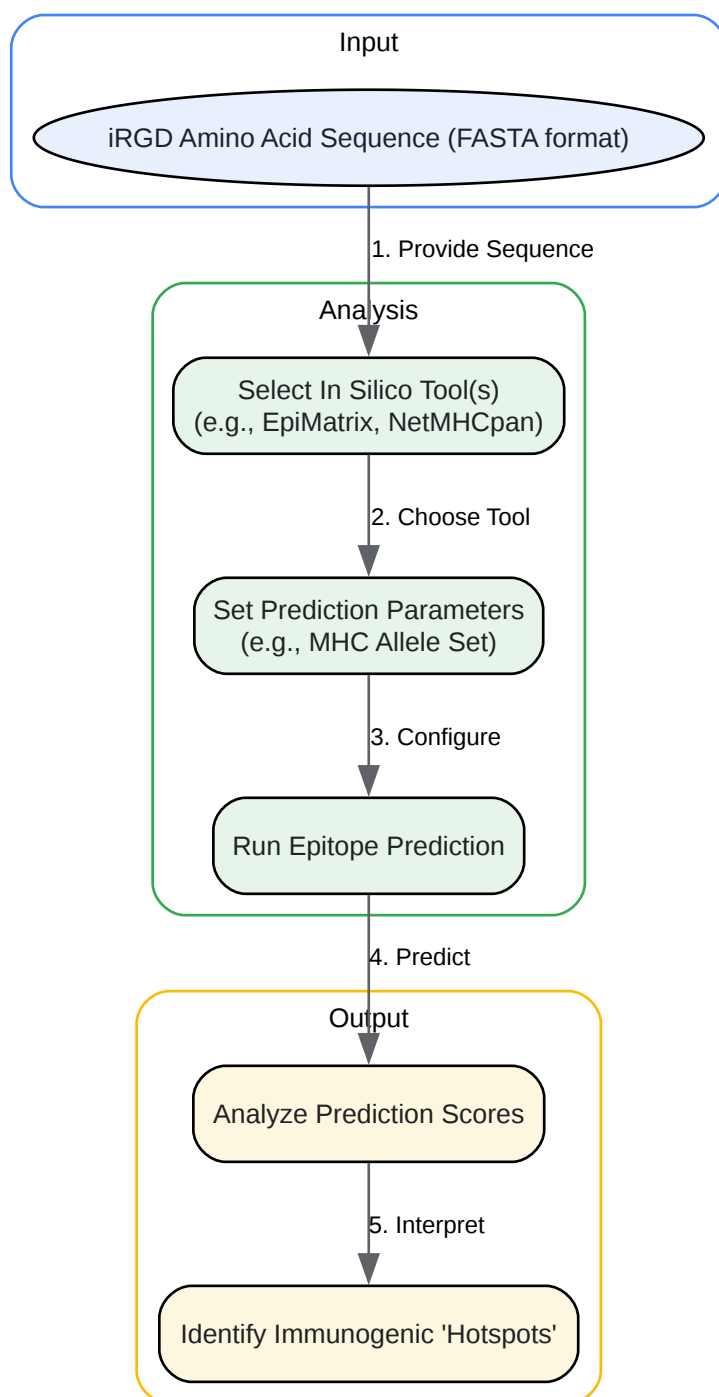 Input
iRGD Amino Acid Sequence (FASTA format)
1. Provide Sequence
Analysis
Select In Silico Tool(s)
(e.g., EpiMatrix, NetMHCpan)
2. Choose Tool
Set Prediction Parameters
(e.g., MHC Allele Set)
3. Configure
Run Epitope Prediction
4. Predict
Output
Analyze Prediction Scores
5. Interpret
Identify Immunogenic 'Hotspots'